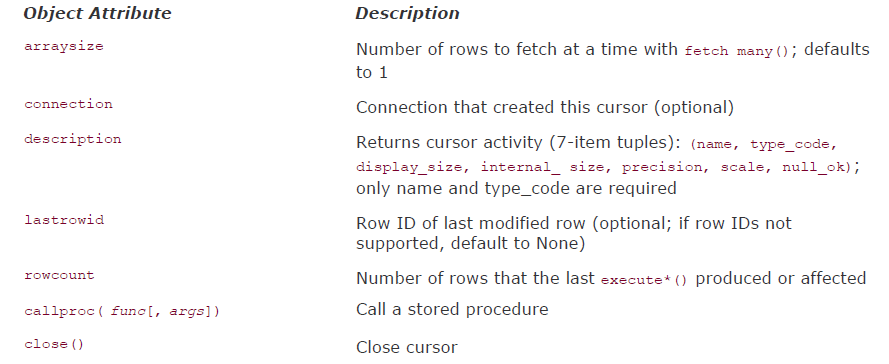 Object Attribute Description
arraysize Number of rows to fetch at a time with fetch many(); defaults
to 1
connection Connection that created this cursor (optional)
description Returns cursor activity (7-item tuples): (name, type_code,
display_size, internal_ size, precision, scale, null_ok);
only name and type_code are required
lastrowid Row ID of last modified row (optional; if row IDs not
supported, default to None)
rowcount Number of rows that the last execute*() produced or affected
callproc( func[, args]) Call a stored procedure
close() Close cursor